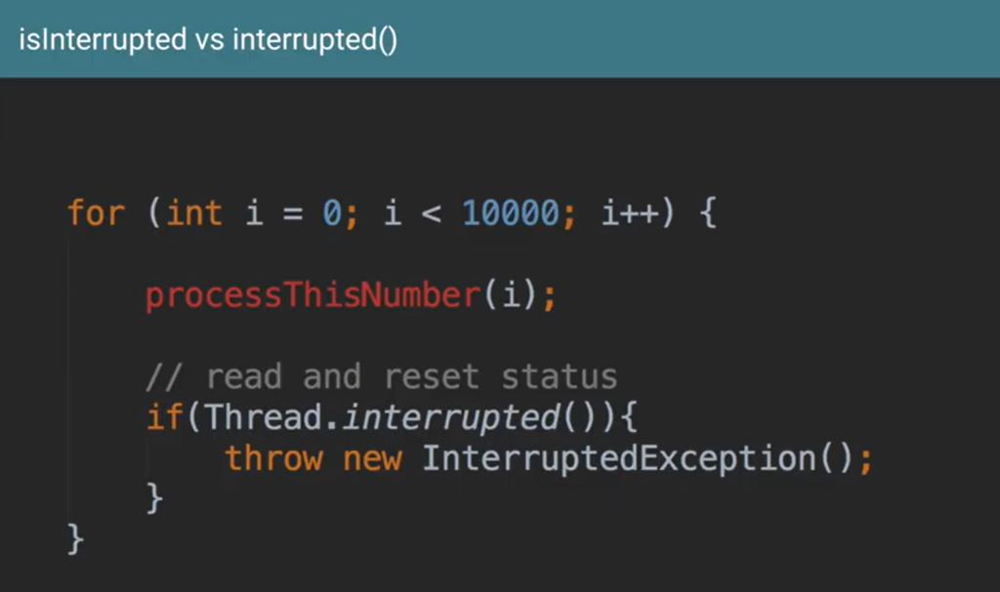 isInterrupted vs interrupted()
for (int i = 0; i < 10000; i++) {
processThisNumber(i);
// read and reset status
if(Thread.interrupted()){
throw new InterruptedException();
}
}